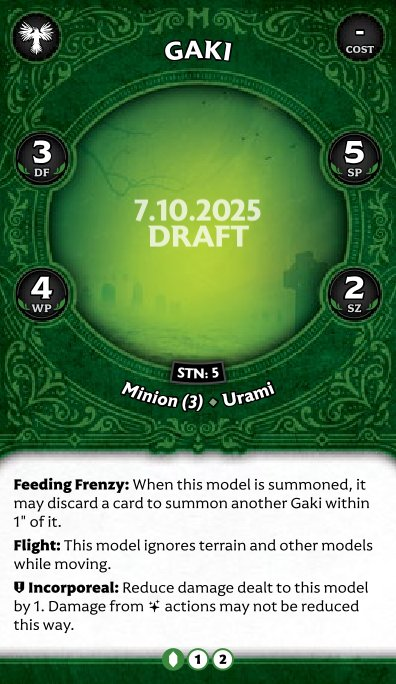 M
GAKI
-
COST
3
DF
5
SP
7.10.2025
DRAFT
4
WP
2
SZ
STN: 5
Minion (3) ◆ Urami
Feeding Frenzy: When this model is summoned, it
may discard a card to summon another Gaki within
1" of it.
Flight: This model ignores terrain and other models
while moving.
Incorporeal: Reduce damage dealt to this model
by 1. Damage from actions may not be reduced
this way.
1 2